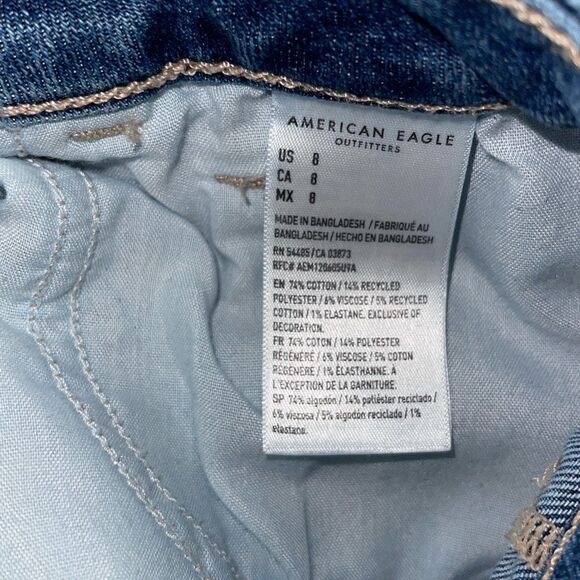 AMERICAN EAGLE
OUTFITTERS
US 8
CA 8
MX 8
MADE IN BANGLADESH / FABRIQUÉ AU
BANGLADESH / HECHO EN BANGLADESH
RN 54485/CA 03873
RFC# AEM120605U9A
EN 74% COTTON / 14% RECYCLED
POLYESTER / 6% VISCOSE / 5% RECYCLED
COTTON / 1% ELASTANE. EXCLUSIVE OF
DECORATION.
FR 74% COTON / 14% POLYESTER
RÉGÉNÉRÉ / 6% VISCOSE / 5% COTON
RÉGÉNÉRE / 1% ÉLASTHANNE. À
L'EXCEPTION DE LA GARNITURE.
SP 74% algodón / 14% poliéster reciclado /
6% viscosa / 5% algodón reciclado / 1%
elastano.